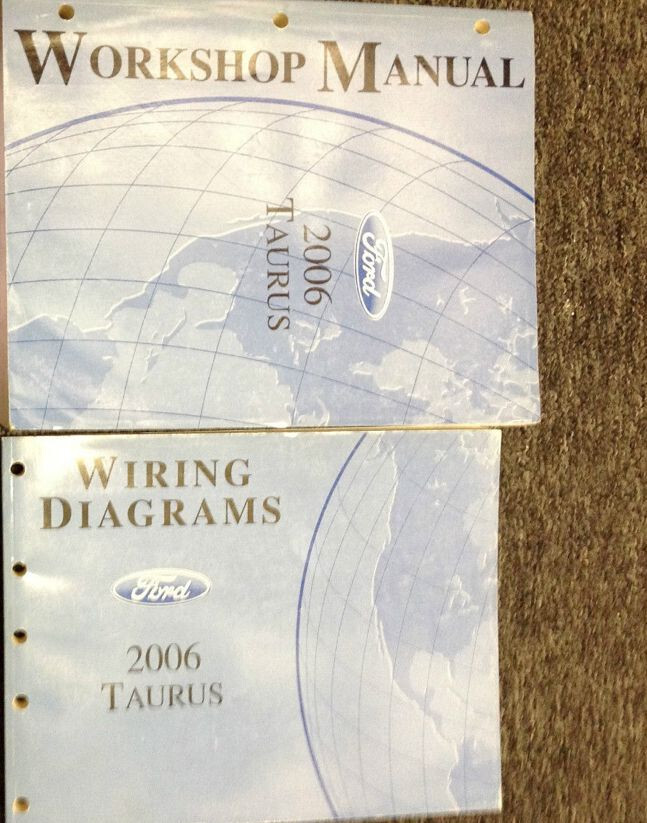 WORKSHOP MANUAL
Ford
2006
TAURUS
WIRING
DIAGRAMS
Ford
2006
TAURUS